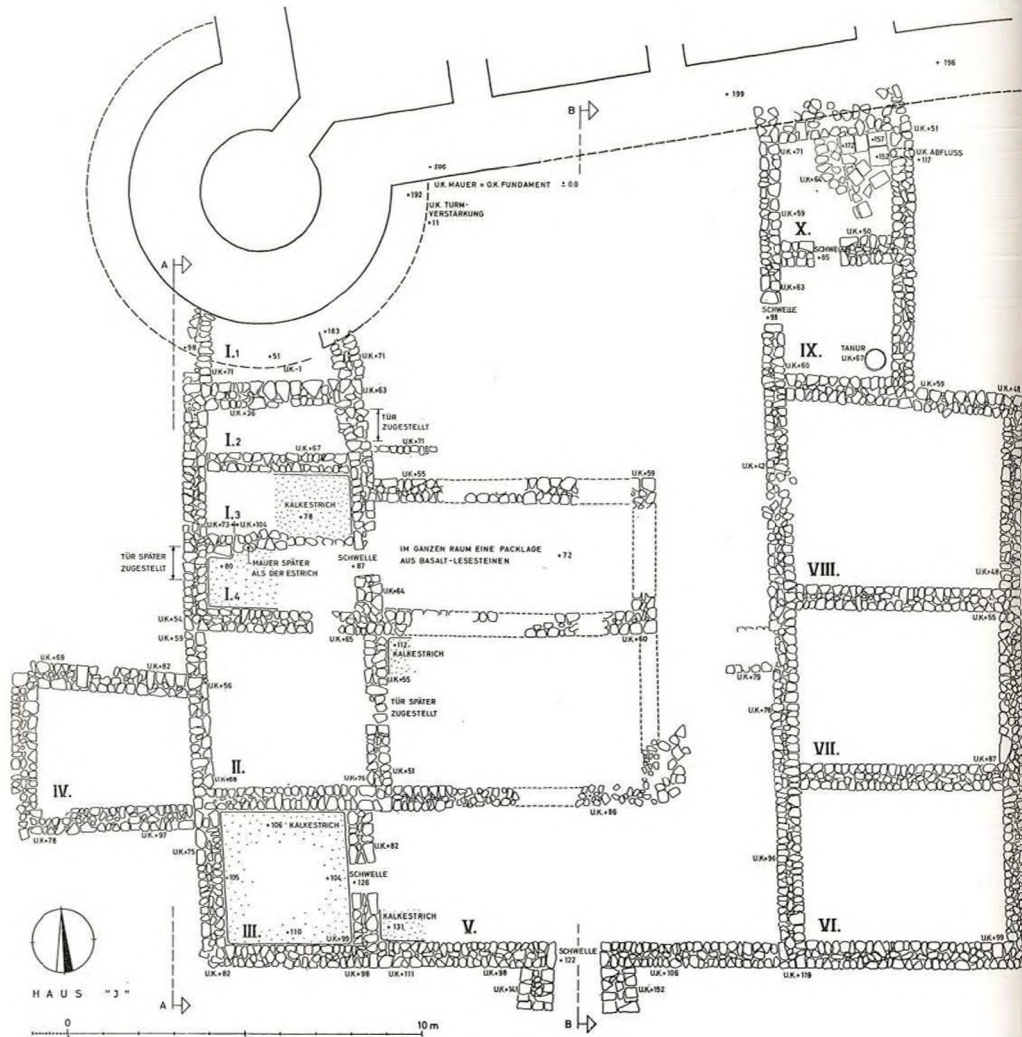 + 196
+ 199
B
+ 206
U.K. MAUER = O.K. FUNDAMENT ± 0.0
+192
U.K. TURM-
VERSTÄRKUNG
+11
U.K+51
+172
+157
+152
U.K. ABFLUSS
+117
U.K+71
U.K+64
U.K+59
X.
U.K+50
SCHWELLE
+85
U.K+63
SCHWELLE
+98
IX.
TANUR
U.K+67
U.K+60
U.K+59
U.K+48
A
+98
I.1
+51
+183
U.K+71
U.K-1
U.K+71
U.K+63
U.K+36
TÜR
ZUGESTELLT
I.2
U.K+67
U.K+71
U.K+55
U.K+59
U.K+42
KALKESTRICH
+78
I.3
U.K+73
U.K+104
TÜR SPÄTER
ZUGESTELLT
+80
MAUER SPÄTER
ALS DER ESTRICH
SCHWELLE
+87
IM GANZEN RAUM EINE PACKLAGE
AUS BASALT-LESESTEINEN
+72
I.4
U.K+64
VIII.
U.K+48
U.K+54
U.K+59
U.K+65
U.K+60
U.K+55
+112
KALKESTRICH
U.K+55
U.K+69
U.K+82
U.K+56
U.K+79
TÜR SPÄTER
ZUGESTELLT
U.K+78
VII.
U.K+87
IV.
U.K+68
II.
U.K+76
U.K+51
U.K+86
U.K+78
U.K+97
U.K+75
+106 KALKESTRICH
U.K+82
+105
+104
SCHWELLE
+126
U.K+96
KALKESTRICH
+131
V.
III.
+110
U.K+99
VI.
U.K+99
U.K+82
U.K+98
U.K+111
U.K+98
SCHWELLE
+122
U.K+106
U.K+119
U.K+141
U.K+152
HAUS "J"
A
B
0
10 m